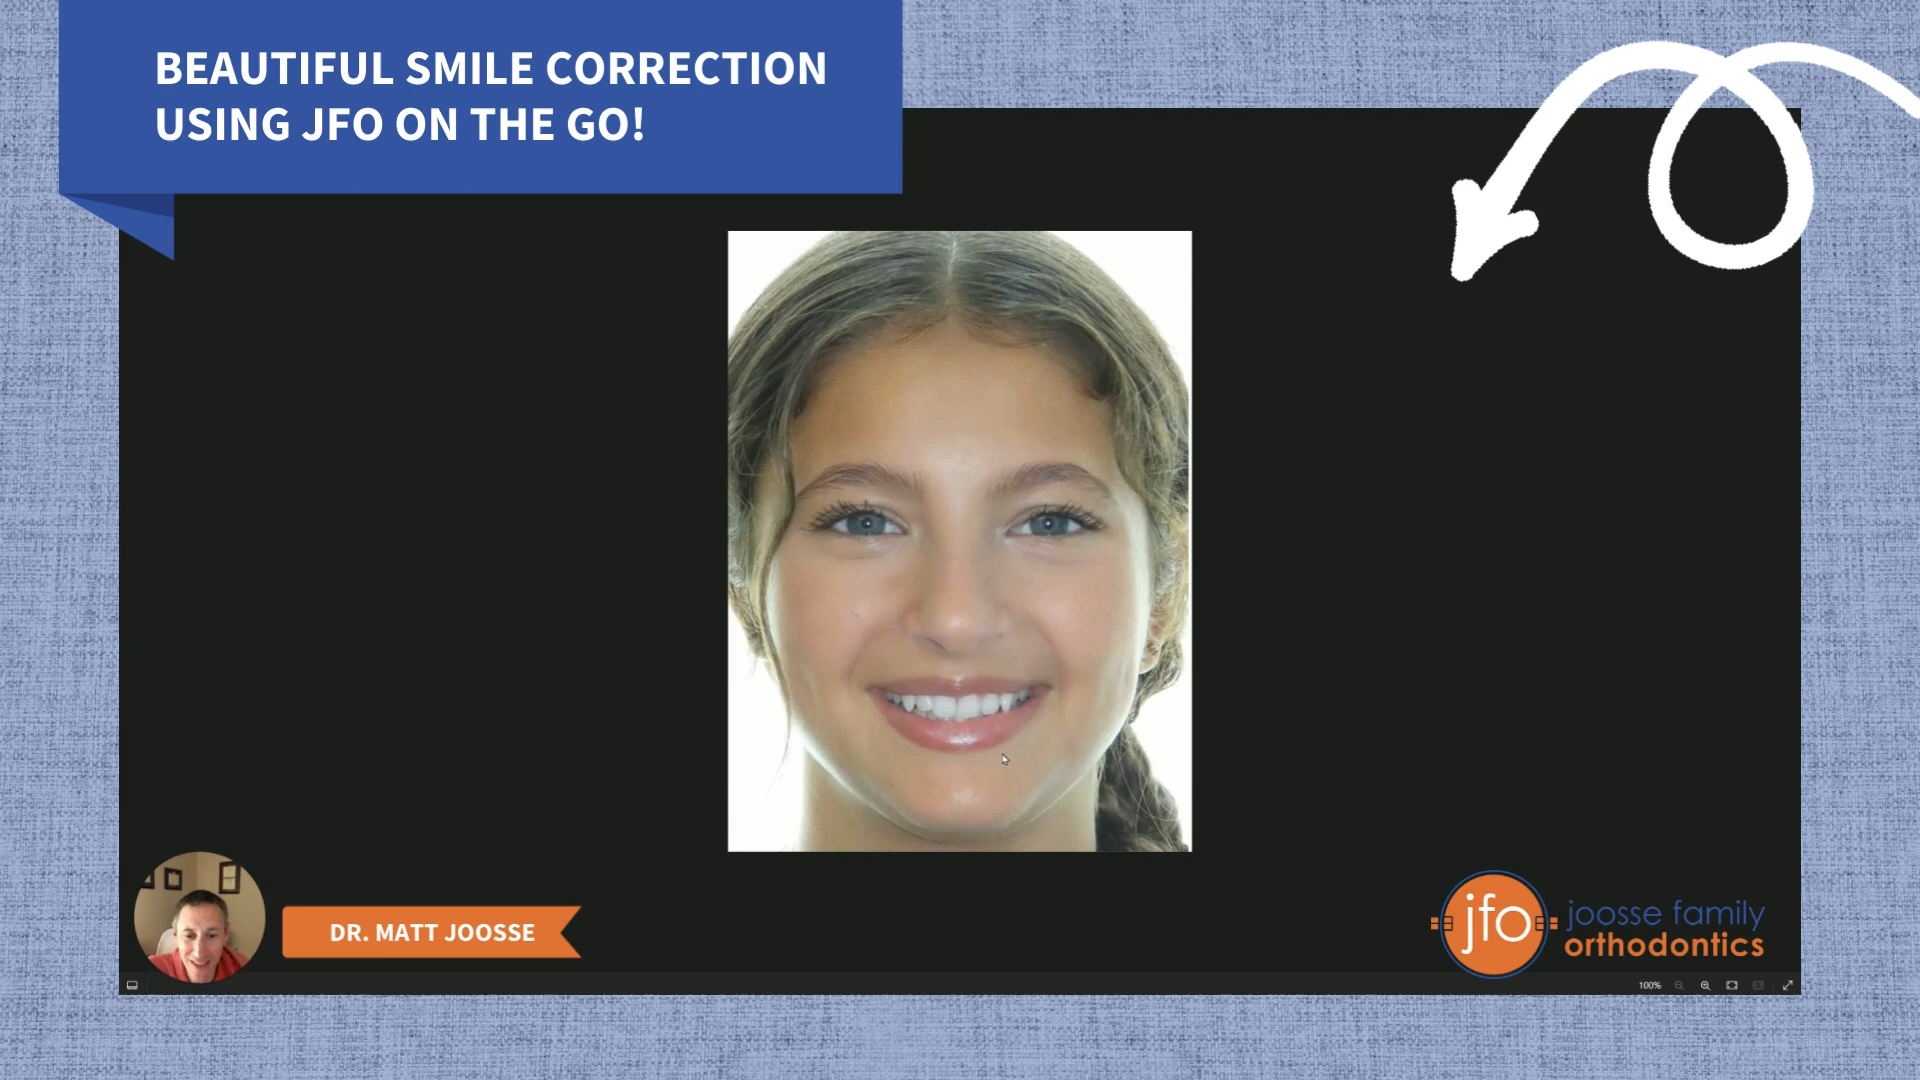 BEAUTIFUL SMILE CORRECTION
USING JFO ON THE GO!
DR. MATT JOOSSE
jfo
joosse family
orthodontics
100%